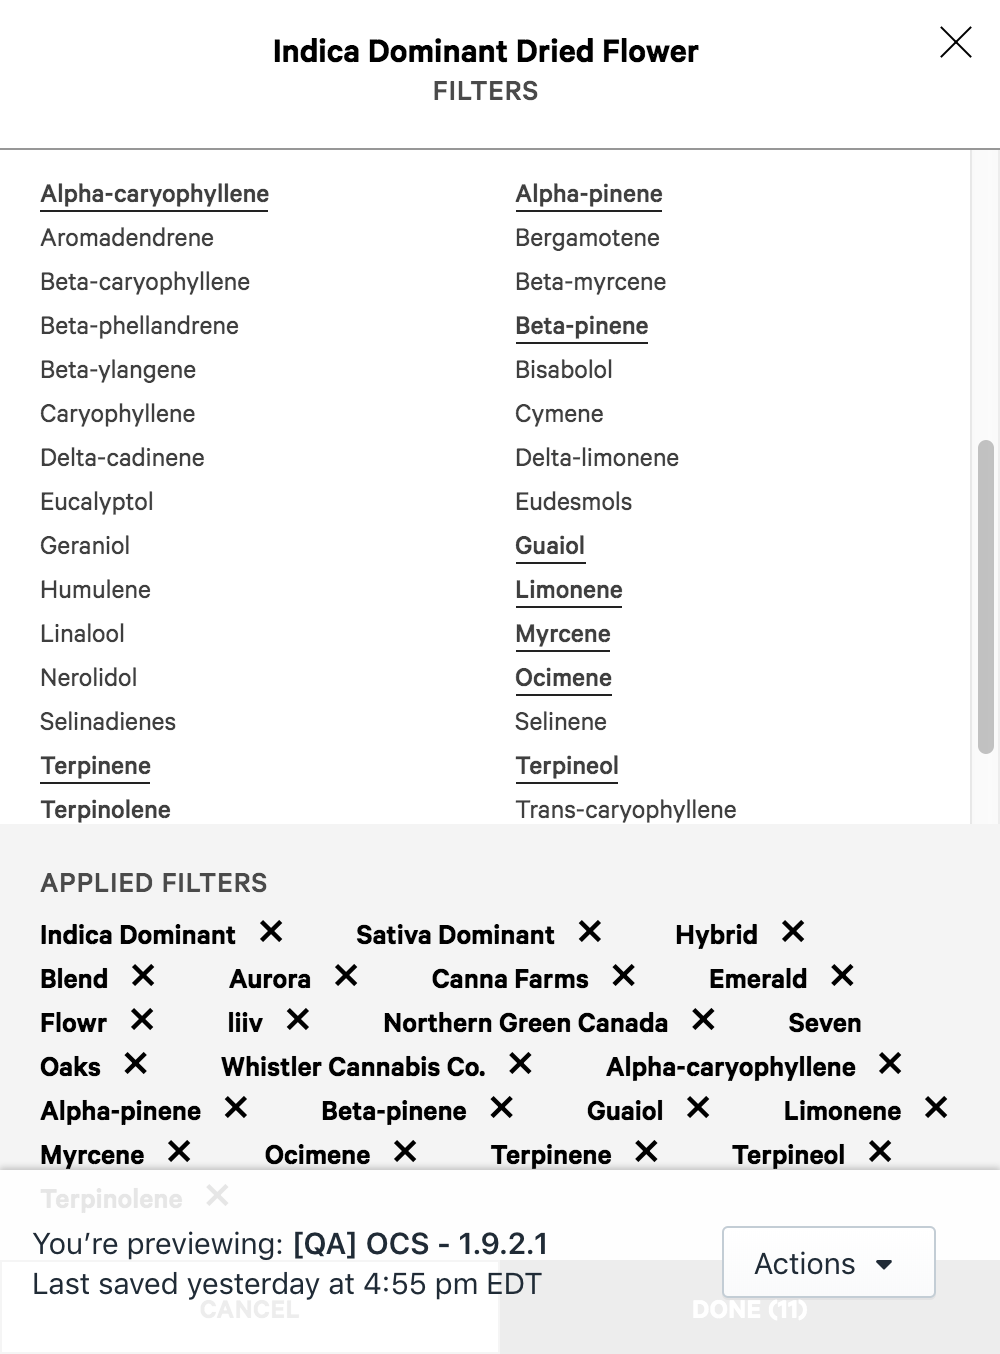 Indica Dominant Dried Flower
FILTERS
Alpha-caryophyllene Alpha-pinene
Aromadendrene Bergamotene
Beta-caryophyllene Beta-myrcene
Beta-phellandrene Beta-pinene
Beta-ylangene Bisabolol
Caryophyllene Cymene
Delta-cadinene Delta-limonene
Eucalyptol Eudesmols
Geraniol Guaiol
Humulene Limonene
Linalool Myrcene
Nerolidol Ocimene
Selinadienes Selinene
Terpinene Terpineol
Terpinolene Trans-caryophyllene
APPLIED FILTERS
Indica Dominant Sativa Dominant Hybrid
Blend Aurora Canna Farms Emerald
Flowr liiv Northern Green Canada Seven
Oaks Whistler Cannabis Co. Alpha-caryophyllene
Alpha-pinene Beta-pinene Guaiol Limonene
Myrcene Ocimene Terpinene Terpineol
Terpinolene
You're previewing: [QA] OCS - 1.9.2.1
Last saved yesterday at 4:55 pm EDT
Actions
CANCEL DONE (11)